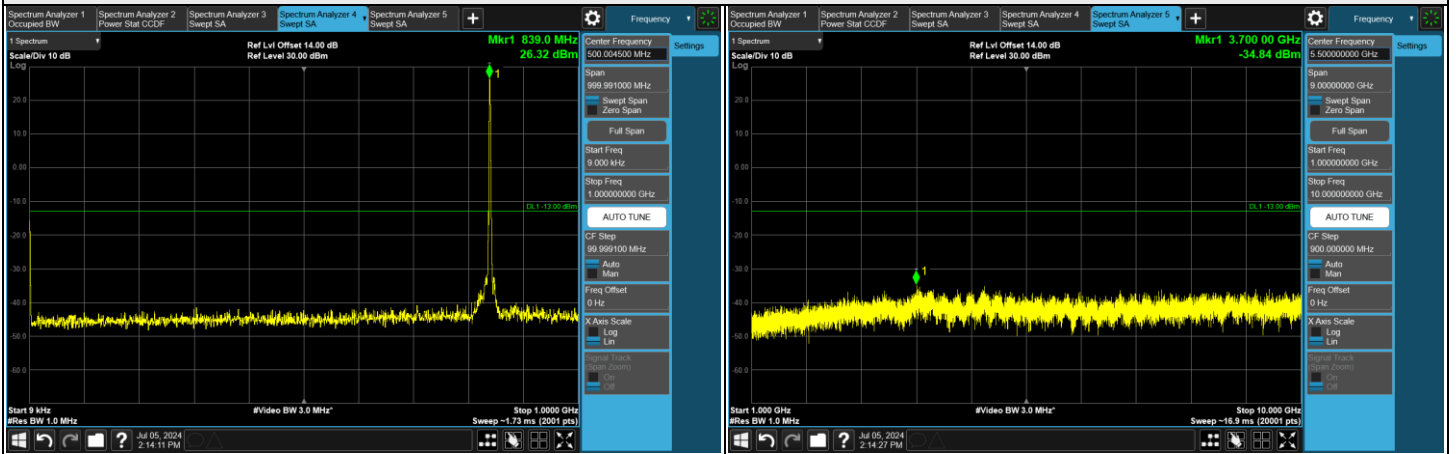 Spectrum Analyzer 1 Spectrum Analyzer 2 Spectrum Analyzer 3 Spectrum Analyzer 4 Spectrum Analyzer 5 + Frequency
Occupied BW Power Stat CCDF Swept SA Swept SA Swept SA
1 Spectrum
Scale/Div 10 dB
Log
Ref Lvl Offset 14.00 dB
Ref Level 30.00 dBm
Mkr1 839.0 MHz
26.32 dBm
1
20.0
10.0
0.00
-10.0
DL1 -13.00 dBm
-20.0
-30.0
-40.0
-50.0
-60.0
Start 9 kHz #Video BW 3.0 MHz* Stop 1.0000 GHz
#Res BW 1.0 MHz Sweep ~1.73 ms (2001 pts)
Center Frequency
500.004500 MHz
Settings
Span
999.991000 MHz
Swept Span
Zero Span
Full Span
Start Freq
9.000 kHz
Stop Freq
1.000000000 GHz
AUTO TUNE
CF Step
99.999100 MHz
Auto
Man
Freq Offset
0 Hz
X Axis Scale
Log
Lin
Signal Track
(Span Zoom)
On
Off
? Jul 05, 2024
2:14:11 PM
Spectrum Analyzer 1 Spectrum Analyzer 2 Spectrum Analyzer 3 Spectrum Analyzer 4 Spectrum Analyzer 5 + Frequency
Occupied BW Power Stat CCDF Swept SA Swept SA Swept SA
1 Spectrum
Scale/Div 10 dB
Log
Ref Lvl Offset 14.00 dB
Ref Level 30.00 dBm
Mkr1 3.700 00 GHz
-34.84 dBm
20.0
10.0
0.00
-10.0
DL1 -13.00 dBm
-20.0
-30.0
1
-40.0
-50.0
-60.0
Start 1.000 GHz #Video BW 3.0 MHz* Stop 10.000 GHz
#Res BW 1.0 MHz Sweep ~16.9 ms (20001 pts)
Center Frequency
5.500000000 GHz
Settings
Span
9.00000000 GHz
Swept Span
Zero Span
Full Span
Start Freq
1.000000000 GHz
Stop Freq
10.000000000 GHz
AUTO TUNE
CF Step
900.000000 MHz
Auto
Man
Freq Offset
0 Hz
X Axis Scale
Log
Lin
Signal Track
(Span Zoom)
On
Off
? Jul 05, 2024
2:14:27 PM